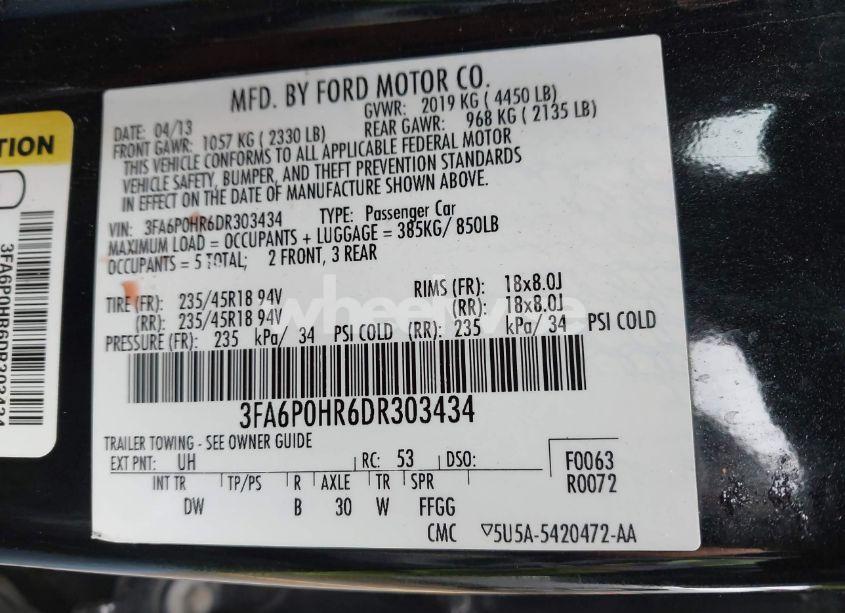 MFD. BY FORD MOTOR CO.
DATE: 04/13 GVWR: 2019 KG ( 4450 LB)
FRONT GAWR: 1057 KG ( 2330 LB) REAR GAWR: 968 KG ( 2135 LB)
THIS VEHICLE CONFORMS TO ALL APPLICABLE FEDERAL MOTOR
VEHICLE SAFETY, BUMPER, AND THEFT PREVENTION STANDARDS
IN EFFECT ON THE DATE OF MANUFACTURE SHOWN ABOVE.
VIN: 3FA6P0HR6DR303434 TYPE: Passenger Car
MAXIMUM LOAD = OCCUPANTS + LUGGAGE = 385KG/ 850LB
OCCUPANTS = 5 TOTAL; 2 FRONT, 3 REAR
TIRE (FR): 235/45R18 94V RIMS (FR): 18x8.0J
(RR): 235/45R18 94V (RR): 18x8.0J
PRESSURE (FR): 235 kPa/ 34 PSI COLD (RR): 235 kPa/ 34 PSI COLD
3FA6P0HR6DR303434
TRAILER TOWING - SEE OWNER GUIDE
EXT PNT: UH RC: 53 DSO: F0063
R0072
INT TR TP/PS R AXLE TR SPR
DW B 30 W FFGG
CMC ▽5U5A-5420472-AA
TION
3FA6P0HR6DR303434